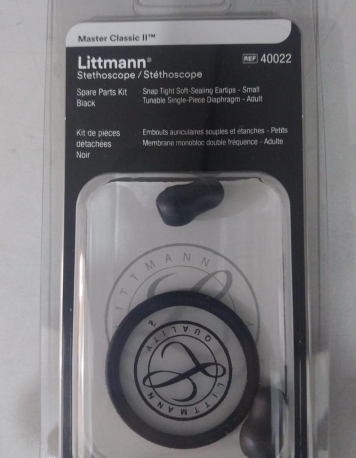 Master Classic II™
Littmann®
REF 40022
Stethoscope / Stéthoscope
Spare Parts Kit
Black
Snap Tight Soft-Sealing Eartips - Small
Tunable Single-Piece Diaphragm - Adult
Kit de pièces
détachées
Noir
Embouts auriculaires souples et étanches - Petits
Membrane monobloc double fréquence - Adulte
LITTMANN
LITTMANN
QUALITY